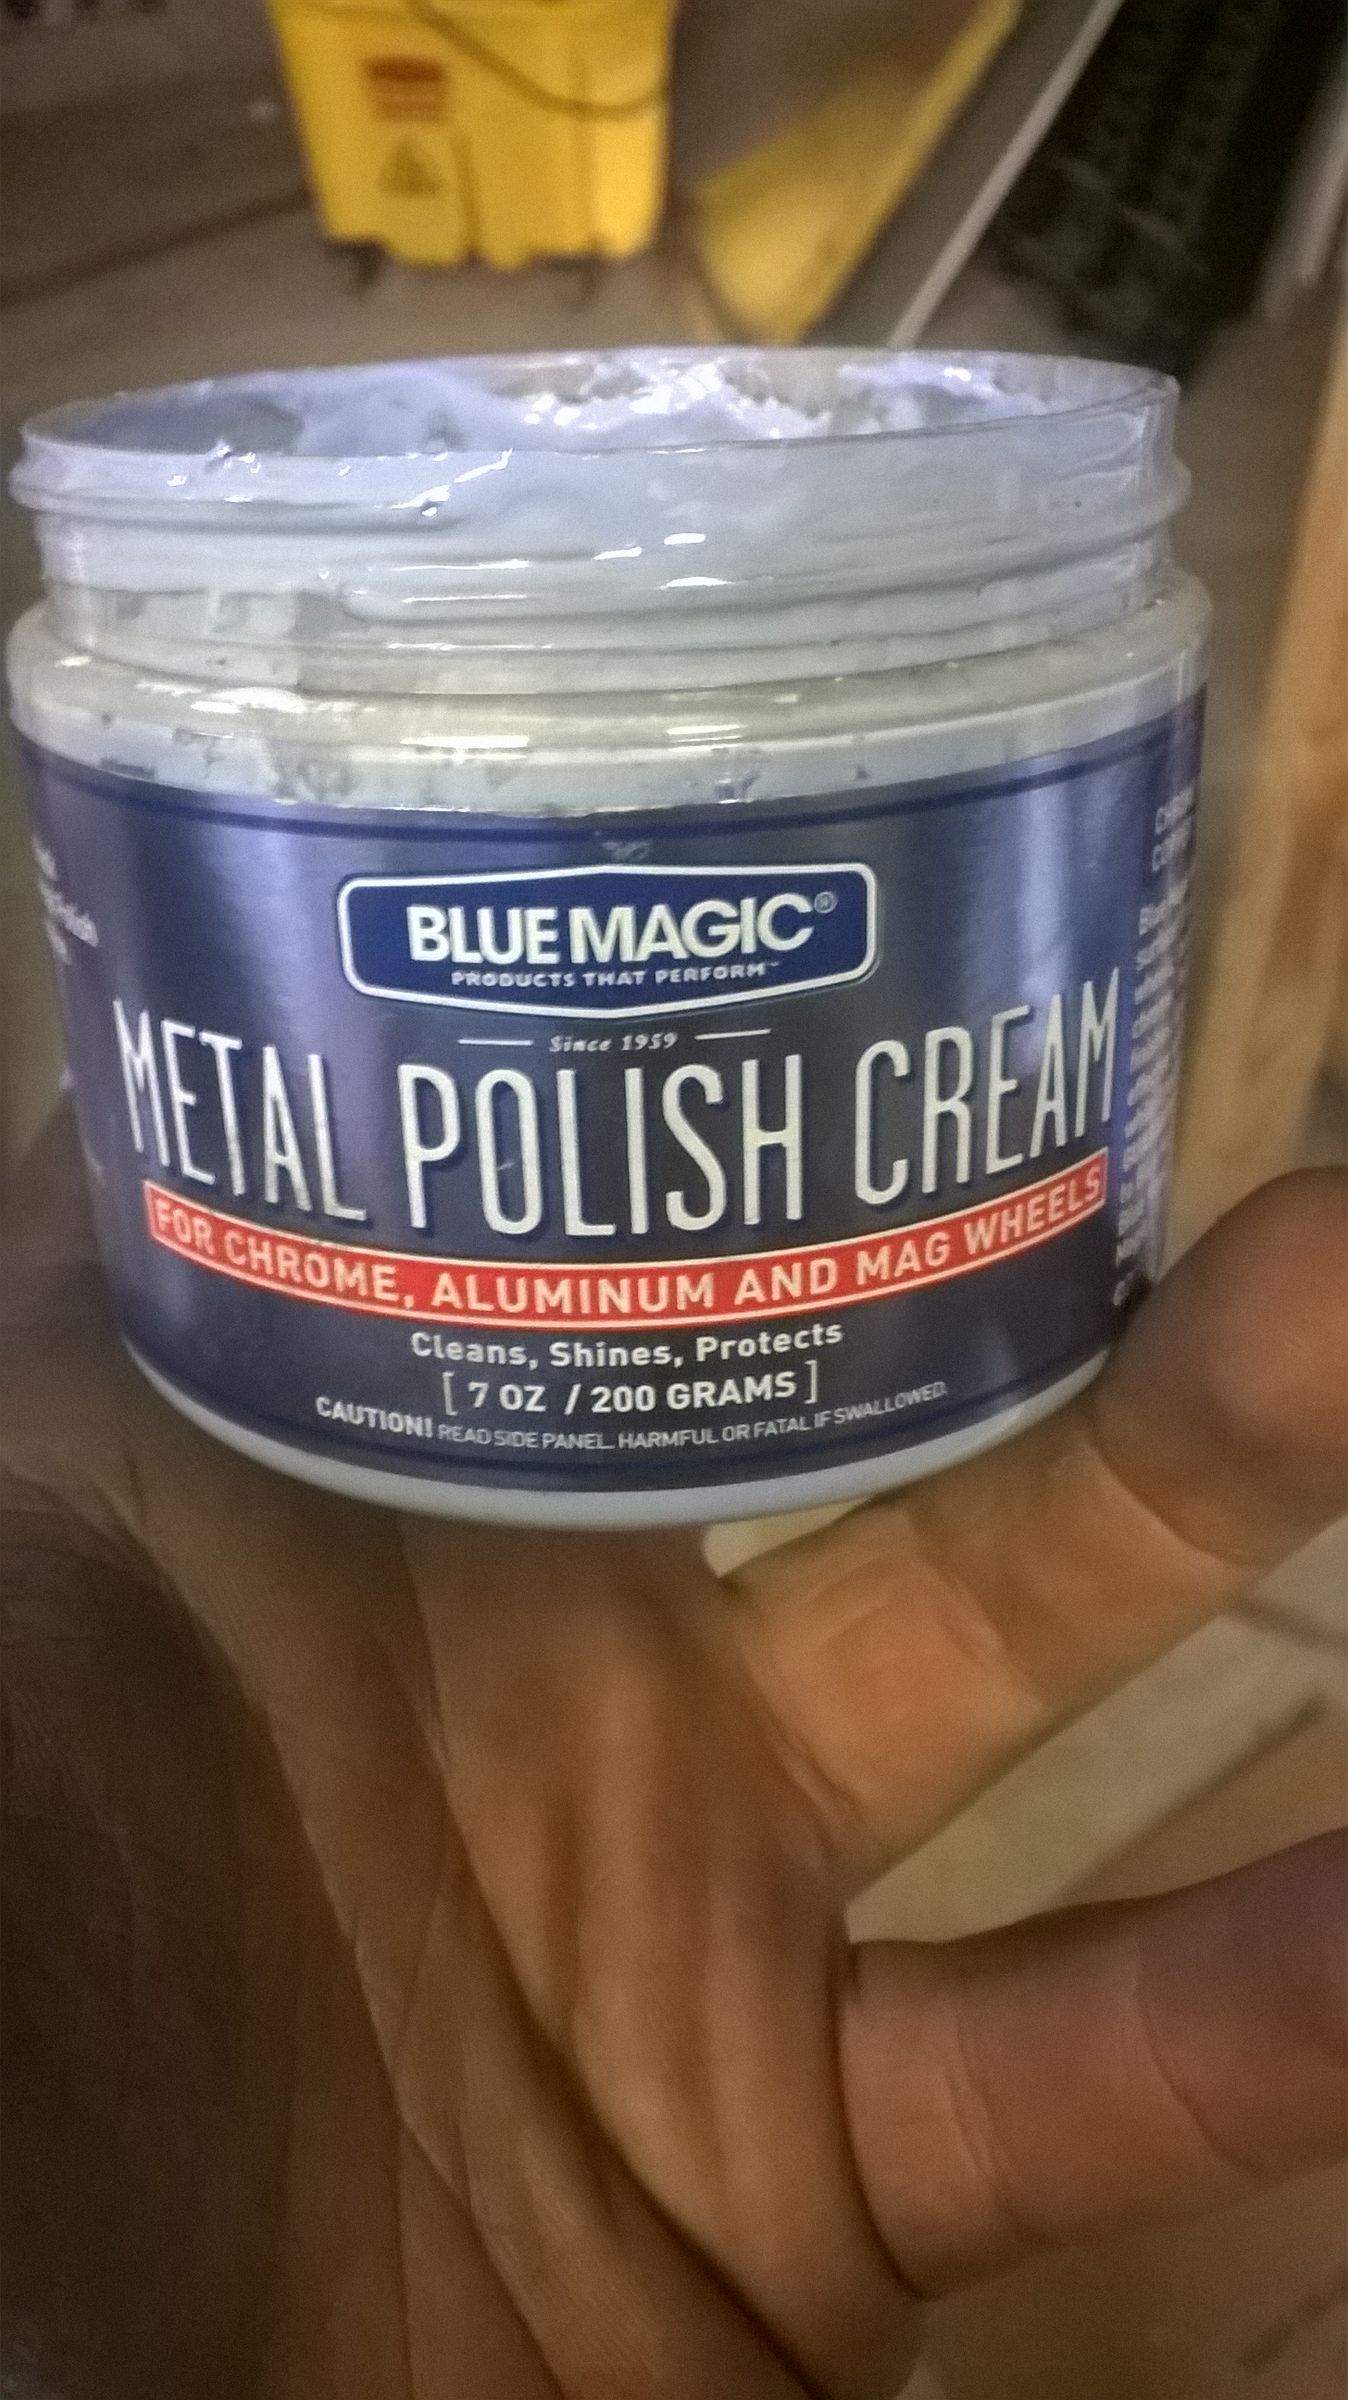 BLUE MAGIC®
PRODUCTS THAT PERFORM™
Since 1959
METAL POLISH CREAM
FOR CHROME, ALUMINUM AND MAG WHEELS
Cleans, Shines, Protects
[ 7 OZ / 200 GRAMS ]
CAUTION! READ SIDE PANEL. HARMFUL OR FATAL IF SWALLOWED.